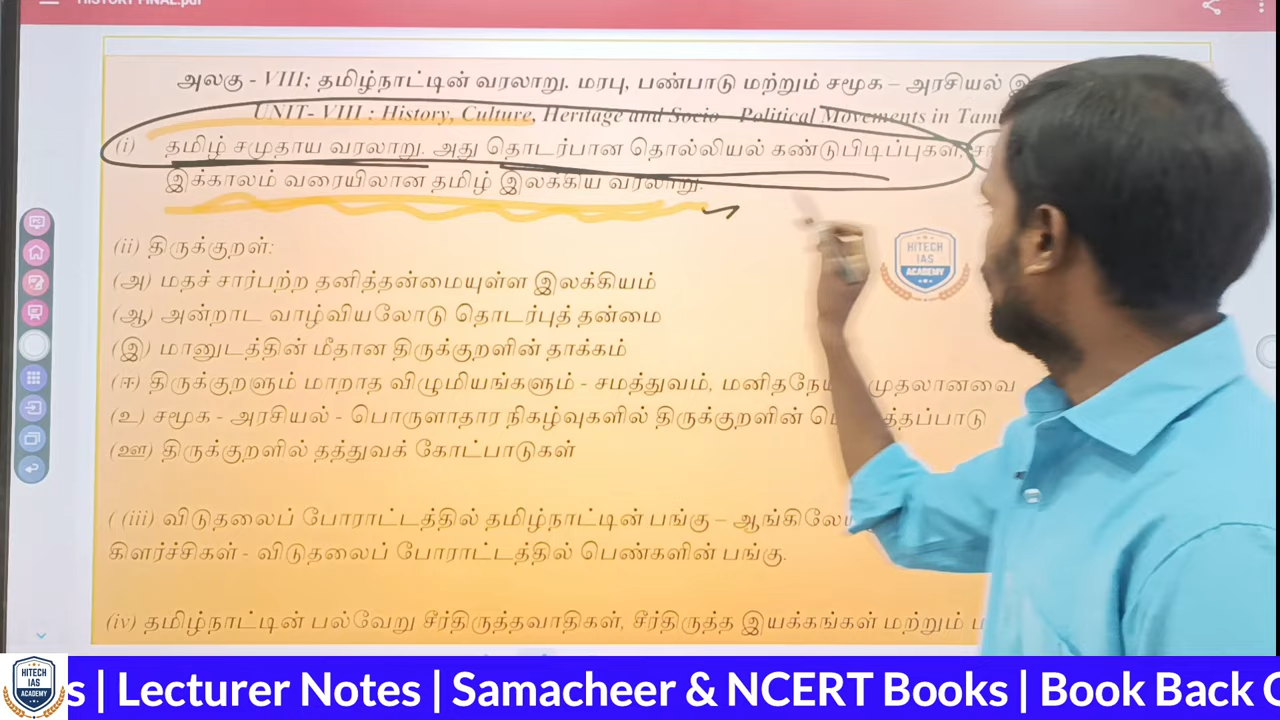 HISTORY FINAL.pdf
அலகு - VIII; தமிழ்நாட்டின் வரலாறு. மரபு, பண்பாடு மற்றும் சமூக – அரசியல்
UNIT- VIII : History, Culture, Heritage and Socio - Political Movements in
(i) தமிழ் சமுதாய வரலாறு. அது தொடர்பான தொல்லியல் கண்டுபிடிப்புகள்,
இக்காலம் வரையிலான தமிழ் இலக்கிய வரலாறு.
(ii) திருக்குறள்:
(அ) மதச் சார்பற்ற தனித்தன்மையுள்ள இலக்கியம்
(ஆ) அன்றாட வாழ்வியலோடு தொடர்புத் தன்மை
(இ) மானுடத்தின் மீதான திருக்குறளின் தாக்கம்
(ஈ) திருக்குறளும் மாறாத விழுமியங்களும் - சமத்துவம், முதலானவை
(உ) சமூக - அரசியல் - பொருளாதார நிகழ்வுகளில் திருக்குறளின்
(ஊ) திருக்குறளில் தத்துவக் கோட்பாடுகள்
( (iii) விடுதலைப் போராட்டத்தில் தமிழ்நாட்டின் பங்கு –
கிளர்ச்சிகள் - விடுதலைப் போராட்டத்தில் பெண்களின் பங்கு.
(iv) தமிழ்நாட்டின் பல்வேறு சீர்திருத்தவாதிகள், சீர்திருத்த இயக்கங்கள் மற்றும்
HITECH
IAS
ACADEMY
HITECH
IAS
ACADEMY
s | Lecturer Notes | Samacheer & NCERT Books | Book Back